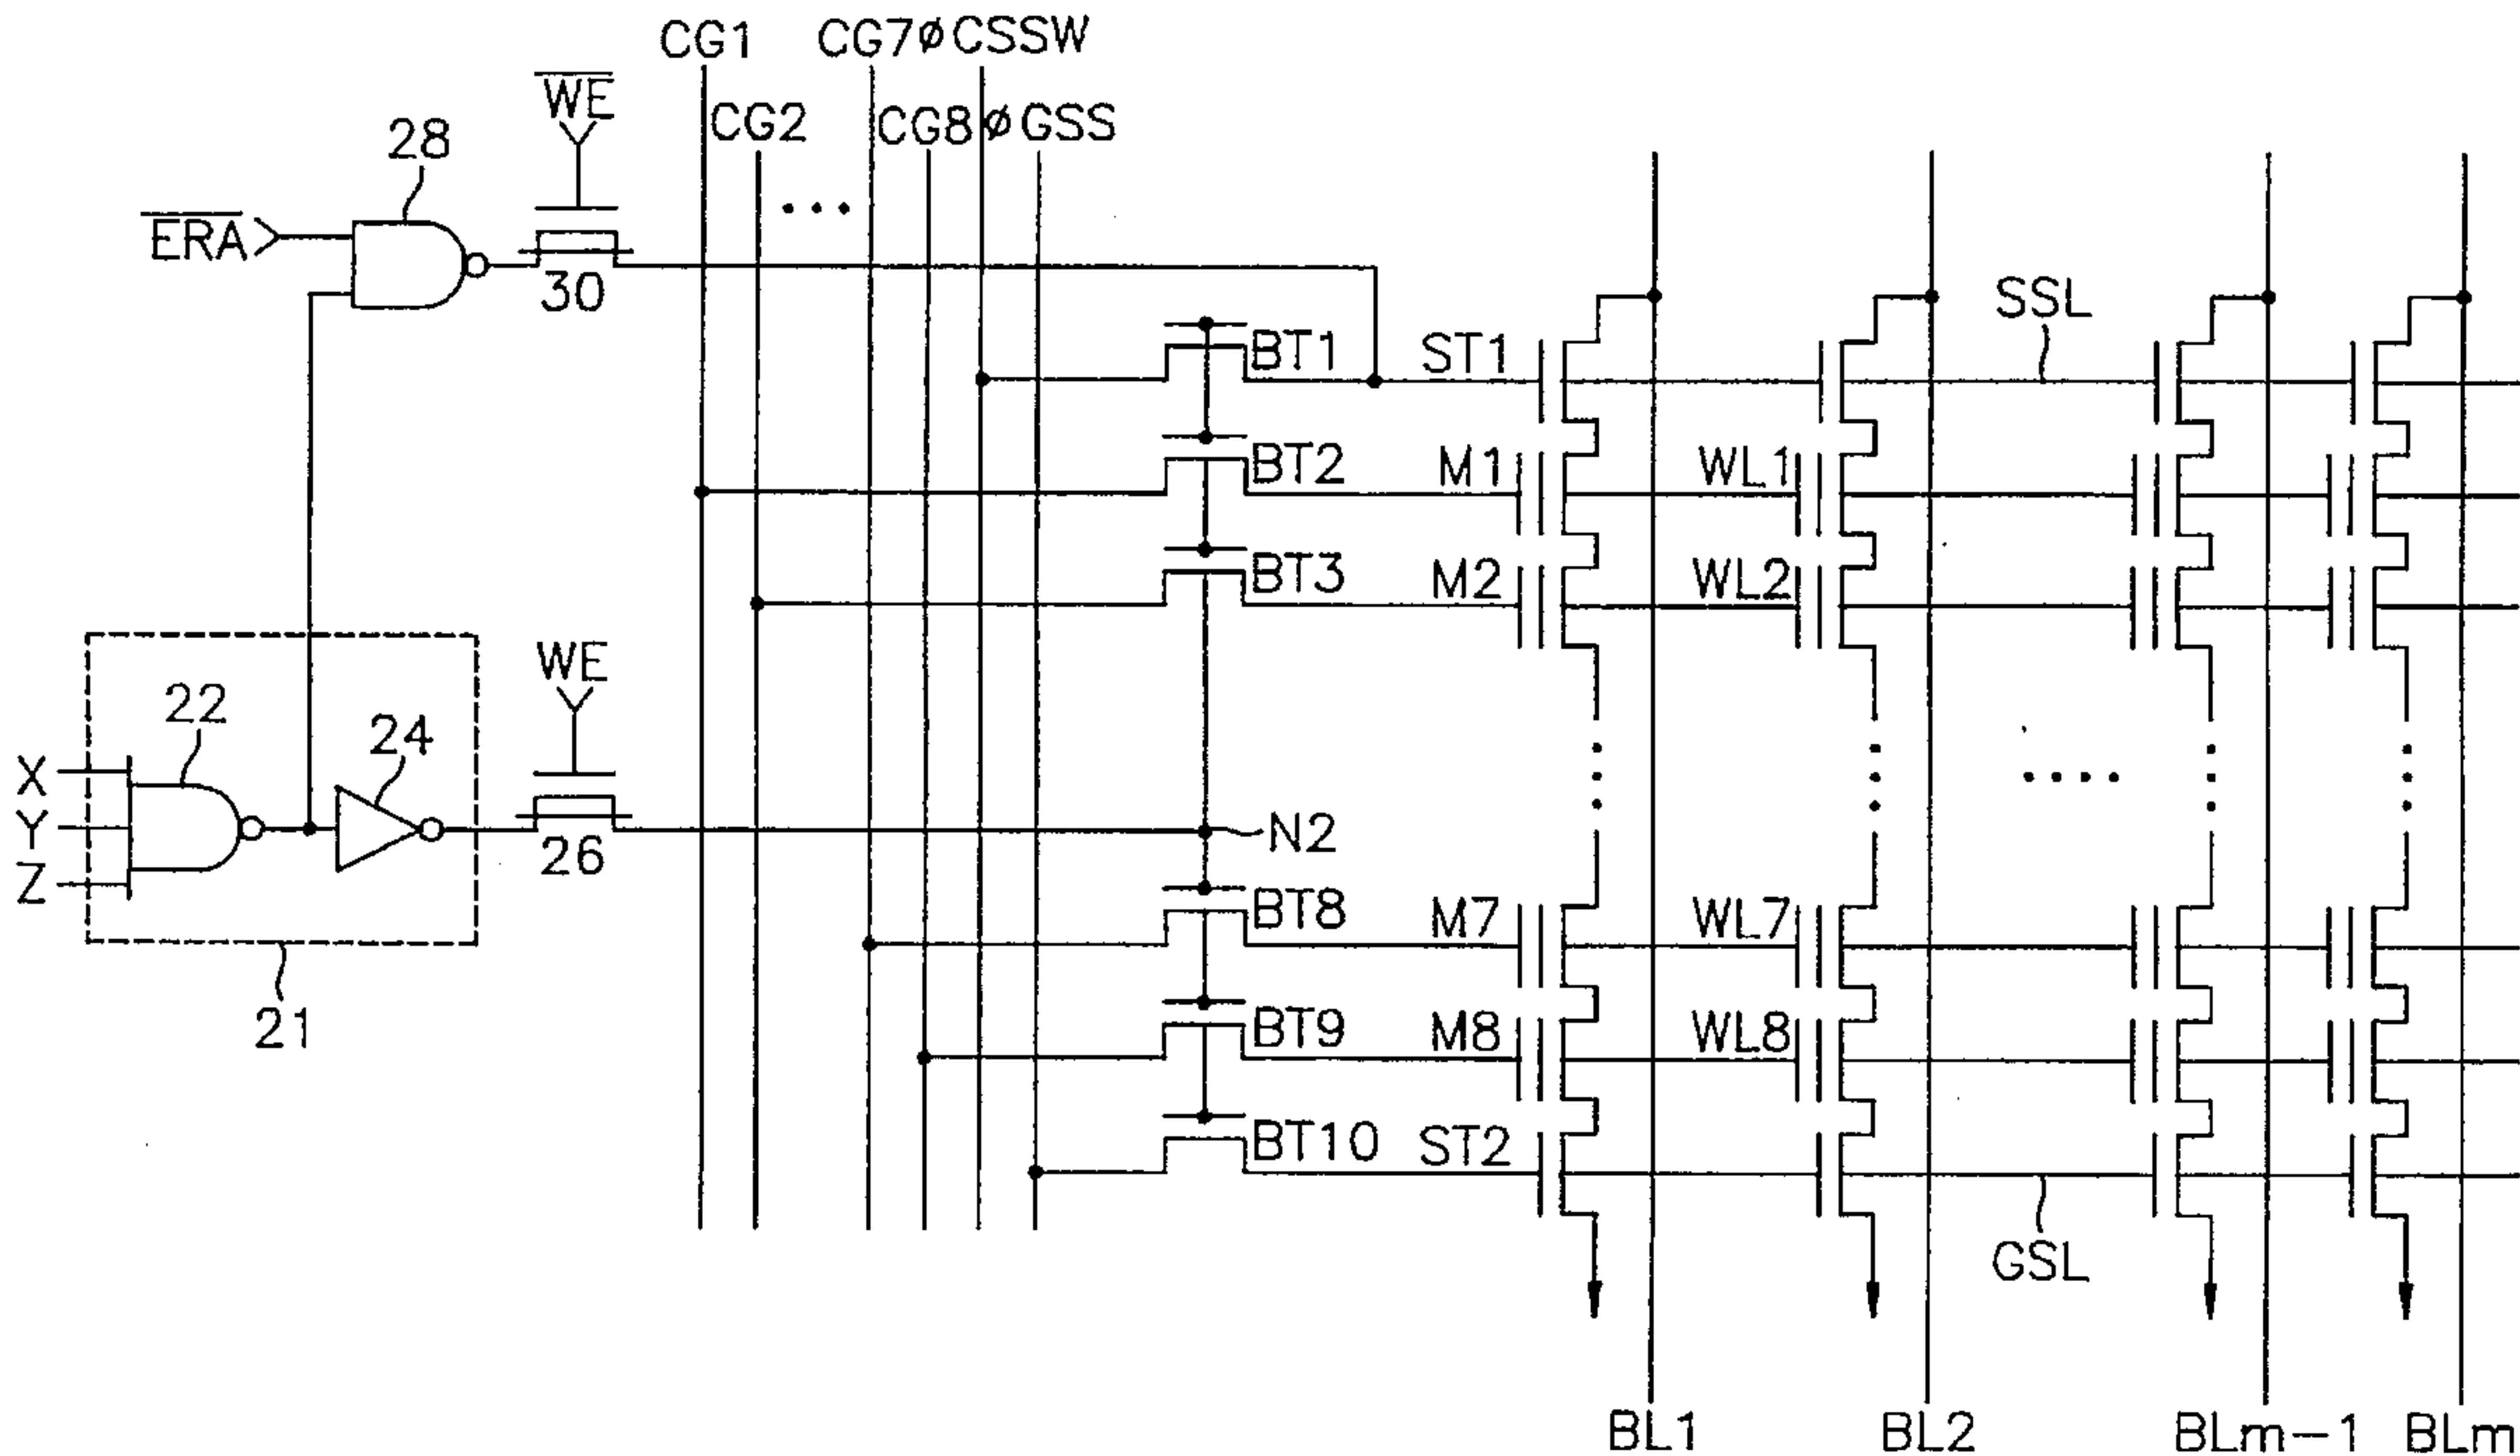 CG1 CG7 øCSSW
WE CG2 CG8 øGSS
28
ERA
30
SSL
BT1 ST1
BT2 M1 WL1
BT3 M2 WL2
WE
22
24
X
Y
Z
26
N2
BT8 M7 WL7
21
BT9 M8 WL8
BT10 ST2
GSL
BL1 BL2 BLm-1 BLm